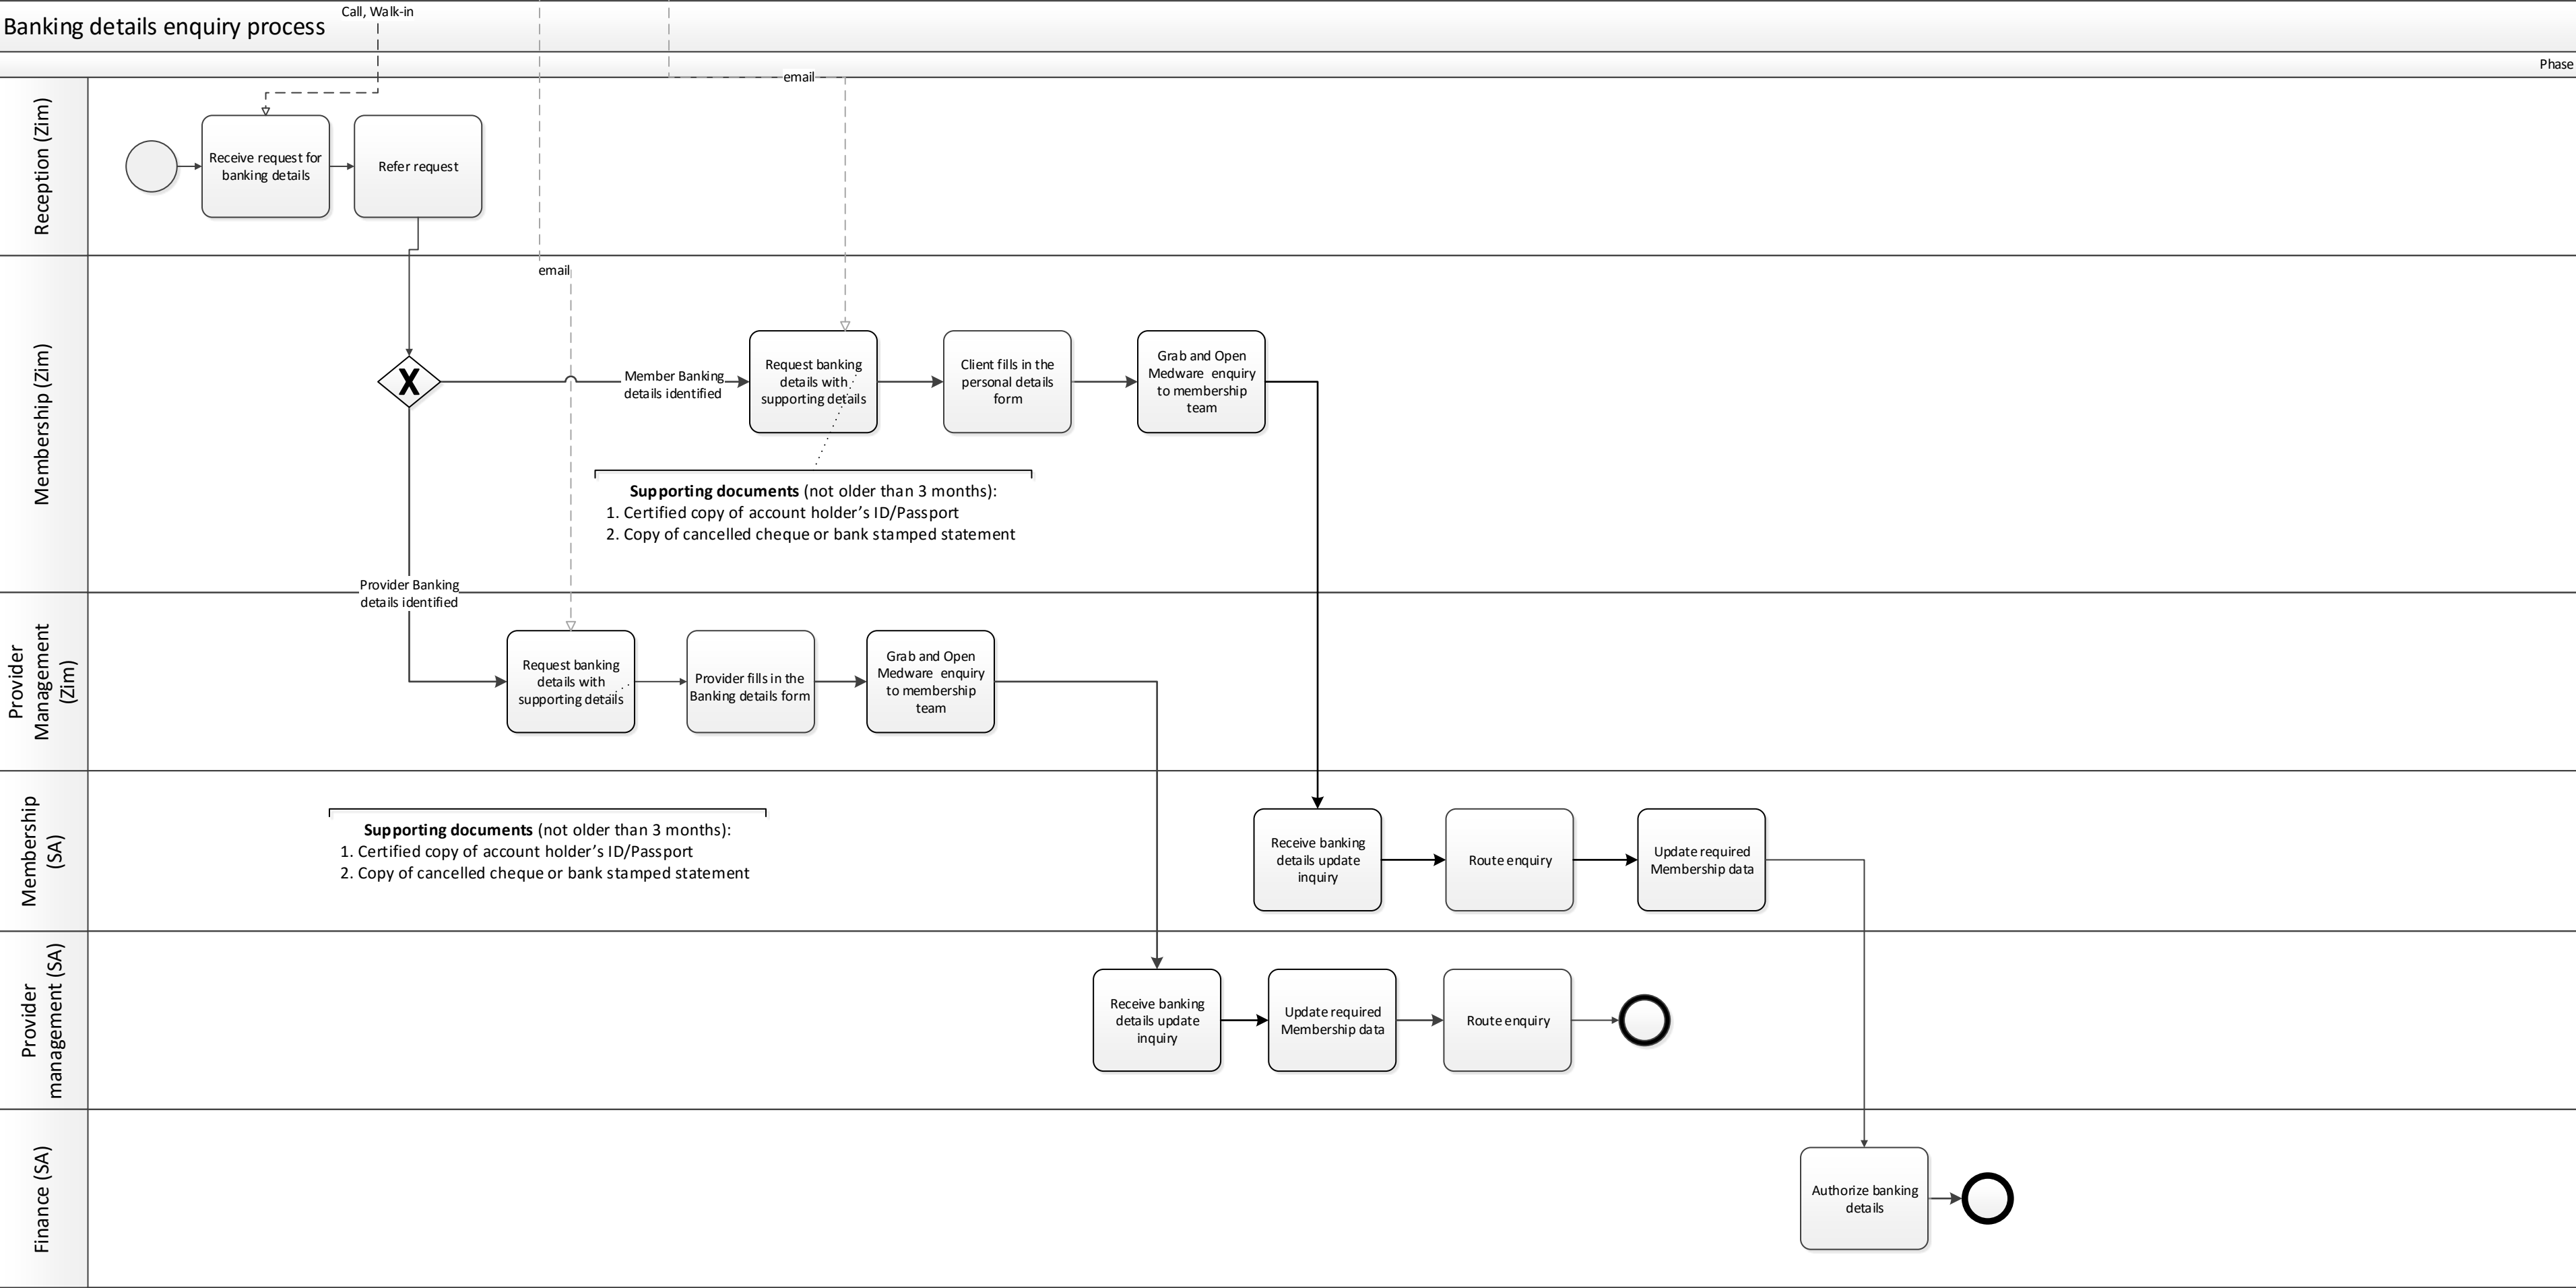 Call, Walk-in
Banking details enquiry process
Phase
email
Reception (Zim)
Receive request for
banking details
Refer request
Membership (Zim)
email
Member Banking
details identified
Request banking
details with
supporting details
Client fills in the
personal details
form
Grab and Open
Medware  enquiry
to membership
team
Supporting documents (not older than 3 months):
1. Certified copy of account holder’s ID/Passport
2. Copy of cancelled cheque or bank stamped statement
Provider Banking
details identified
Provider
Management
(Zim)
Request banking
details with
supporting details
Provider fills in the
Banking details form
Grab and Open
Medware  enquiry
to membership
team
Membership
(SA)
Supporting documents (not older than 3 months):
1. Certified copy of account holder’s ID/Passport
2. Copy of cancelled cheque or bank stamped statement
Receive banking
details update
inquiry
Route enquiry
Update required
Membership data
Provider
management (SA)
Receive banking
details update
inquiry
Update required
Membership data
Route enquiry
Finance (SA)
Authorize banking
details